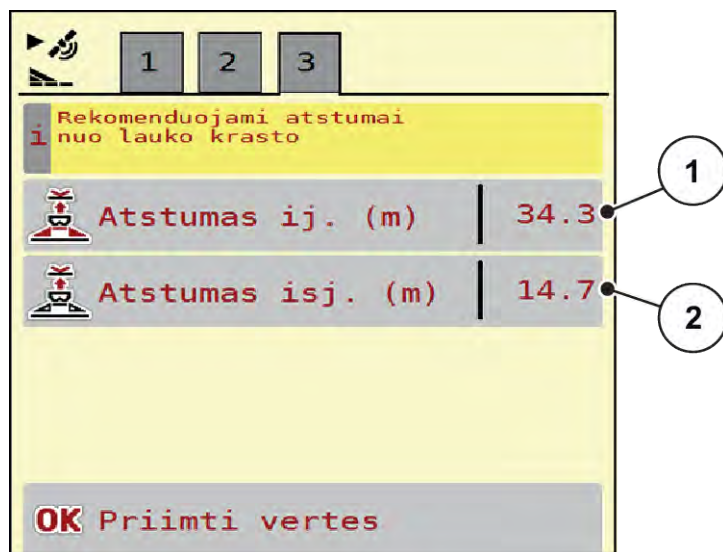 1 2 3
i Rekomenduojami atstumai
nuo lauko krasto
Atstumas ij. (m) 34.3
1
Atstumas isj. (m) 14.7
2
OK Priimti vertes